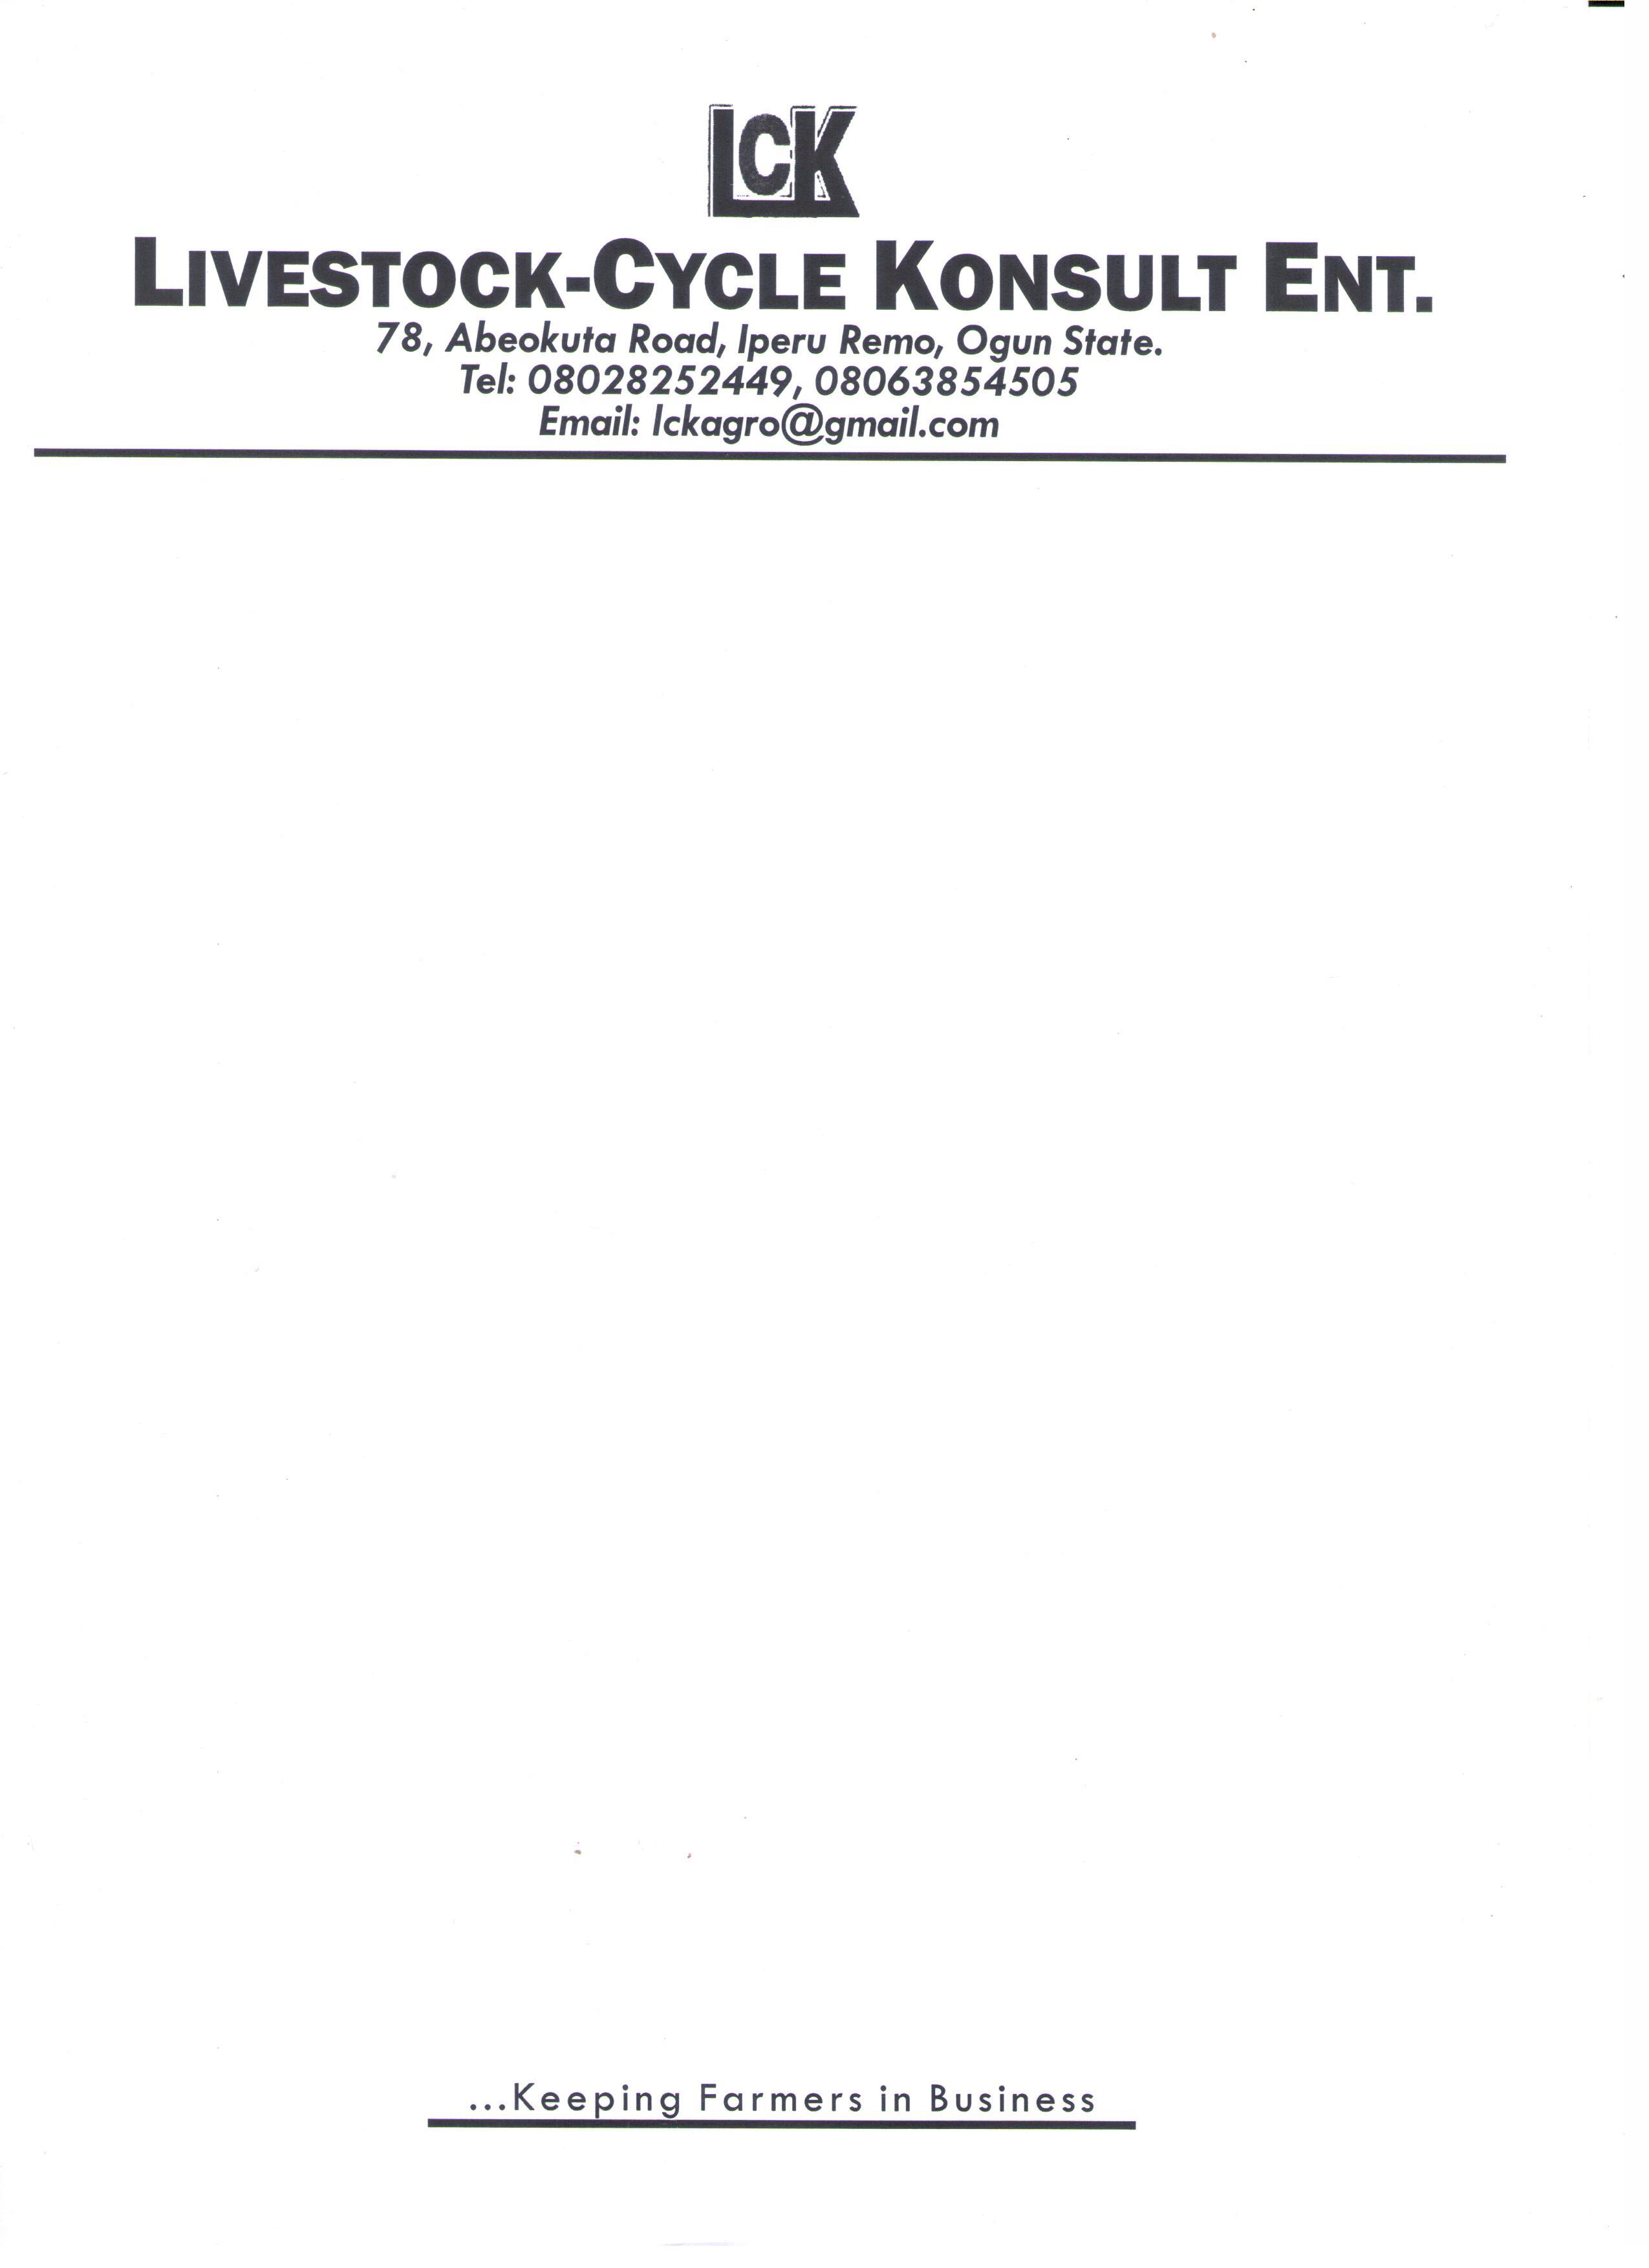 LCK
LIVESTOCK-CYCLE KONSULT ENT.
78, Abeokuta Road, Iperu Remo, Ogun State.
Tel: 08028252449, 08063854505
Email: lckagro@gmail.com
...Keeping Farmers in Business